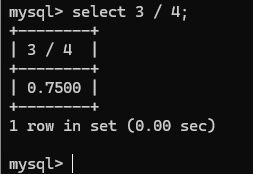 mysql> select 3 / 4;
+--------+
| 3 / 4  |
+--------+
| 0.7500 |
+--------+
1 row in set (0.00 sec)
mysql>